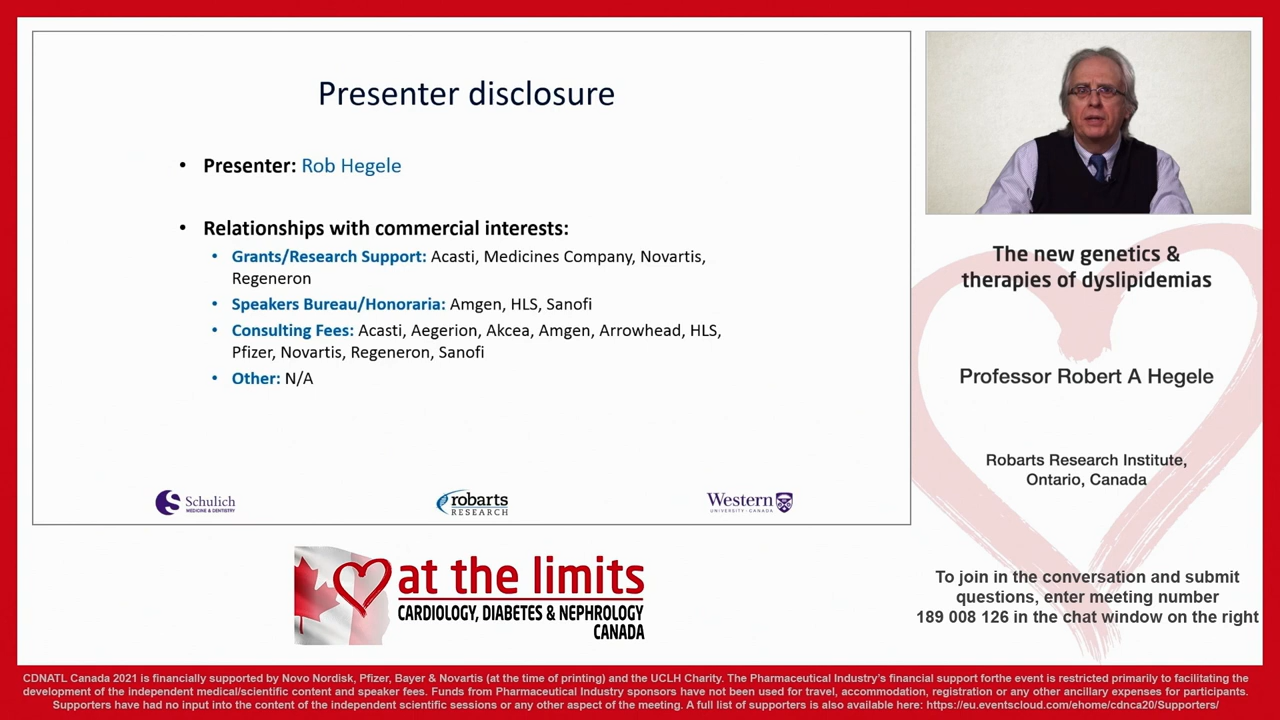 Presenter disclosure
• Presenter: Rob Hegele
• Relationships with commercial interests:
• Grants/Research Support: Acasti, Medicines Company, Novartis,
Regeneron
• Speakers Bureau/Honoraria: Amgen, HLS, Sanofi
• Consulting Fees: Acasti, Aegerion, Akcea, Amgen, Arrowhead, HLS,
Pfizer, Novartis, Regeneron, Sanofi
• Other: N/A
Schulich
MEDICINE & DENTISTRY
robarts
RESEARCH
Western
UNIVERSITY · CANADA
The new genetics &
therapies of dyslipidemias
Professor Robert A Hegele
Robarts Research Institute,
Ontario, Canada
To join in the conversation and submit
questions, enter meeting number
189 008 126 in the chat window on the right
at the limits
CARDIOLOGY, DIABETES & NEPHROLOGY
CANADA
CDNATL Canada 2021 is financially supported by Novo Nordisk, Pfizer, Bayer & Novartis (at the time of printing) and the UCLH Charity. The Pharmaceutical Industry's financial support forthe event is restricted primarily to facilitating the
development of the independent medical/scientific content and speaker fees. Funds from Pharmaceutical Industry sponsors have not been used for travel, accommodation, registration or any other ancillary expenses for participants.
Supporters have had no input into the content of the independent scientific sessions or any other aspect of the meeting. A full list of supporters is also available here: https://eu.eventscloud.com/ehome/cdnca20/Supporters/